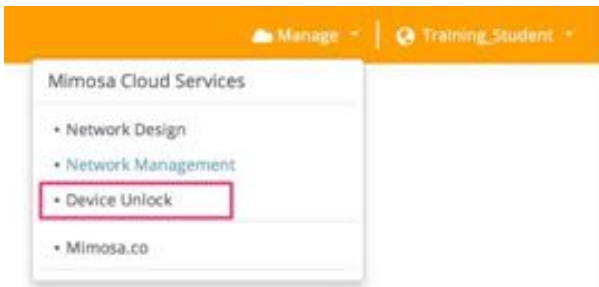 Manage
Training_Student
Mimosa Cloud Services
• Network Design
• Network Management
• Device Unlock
• Mimosa.co